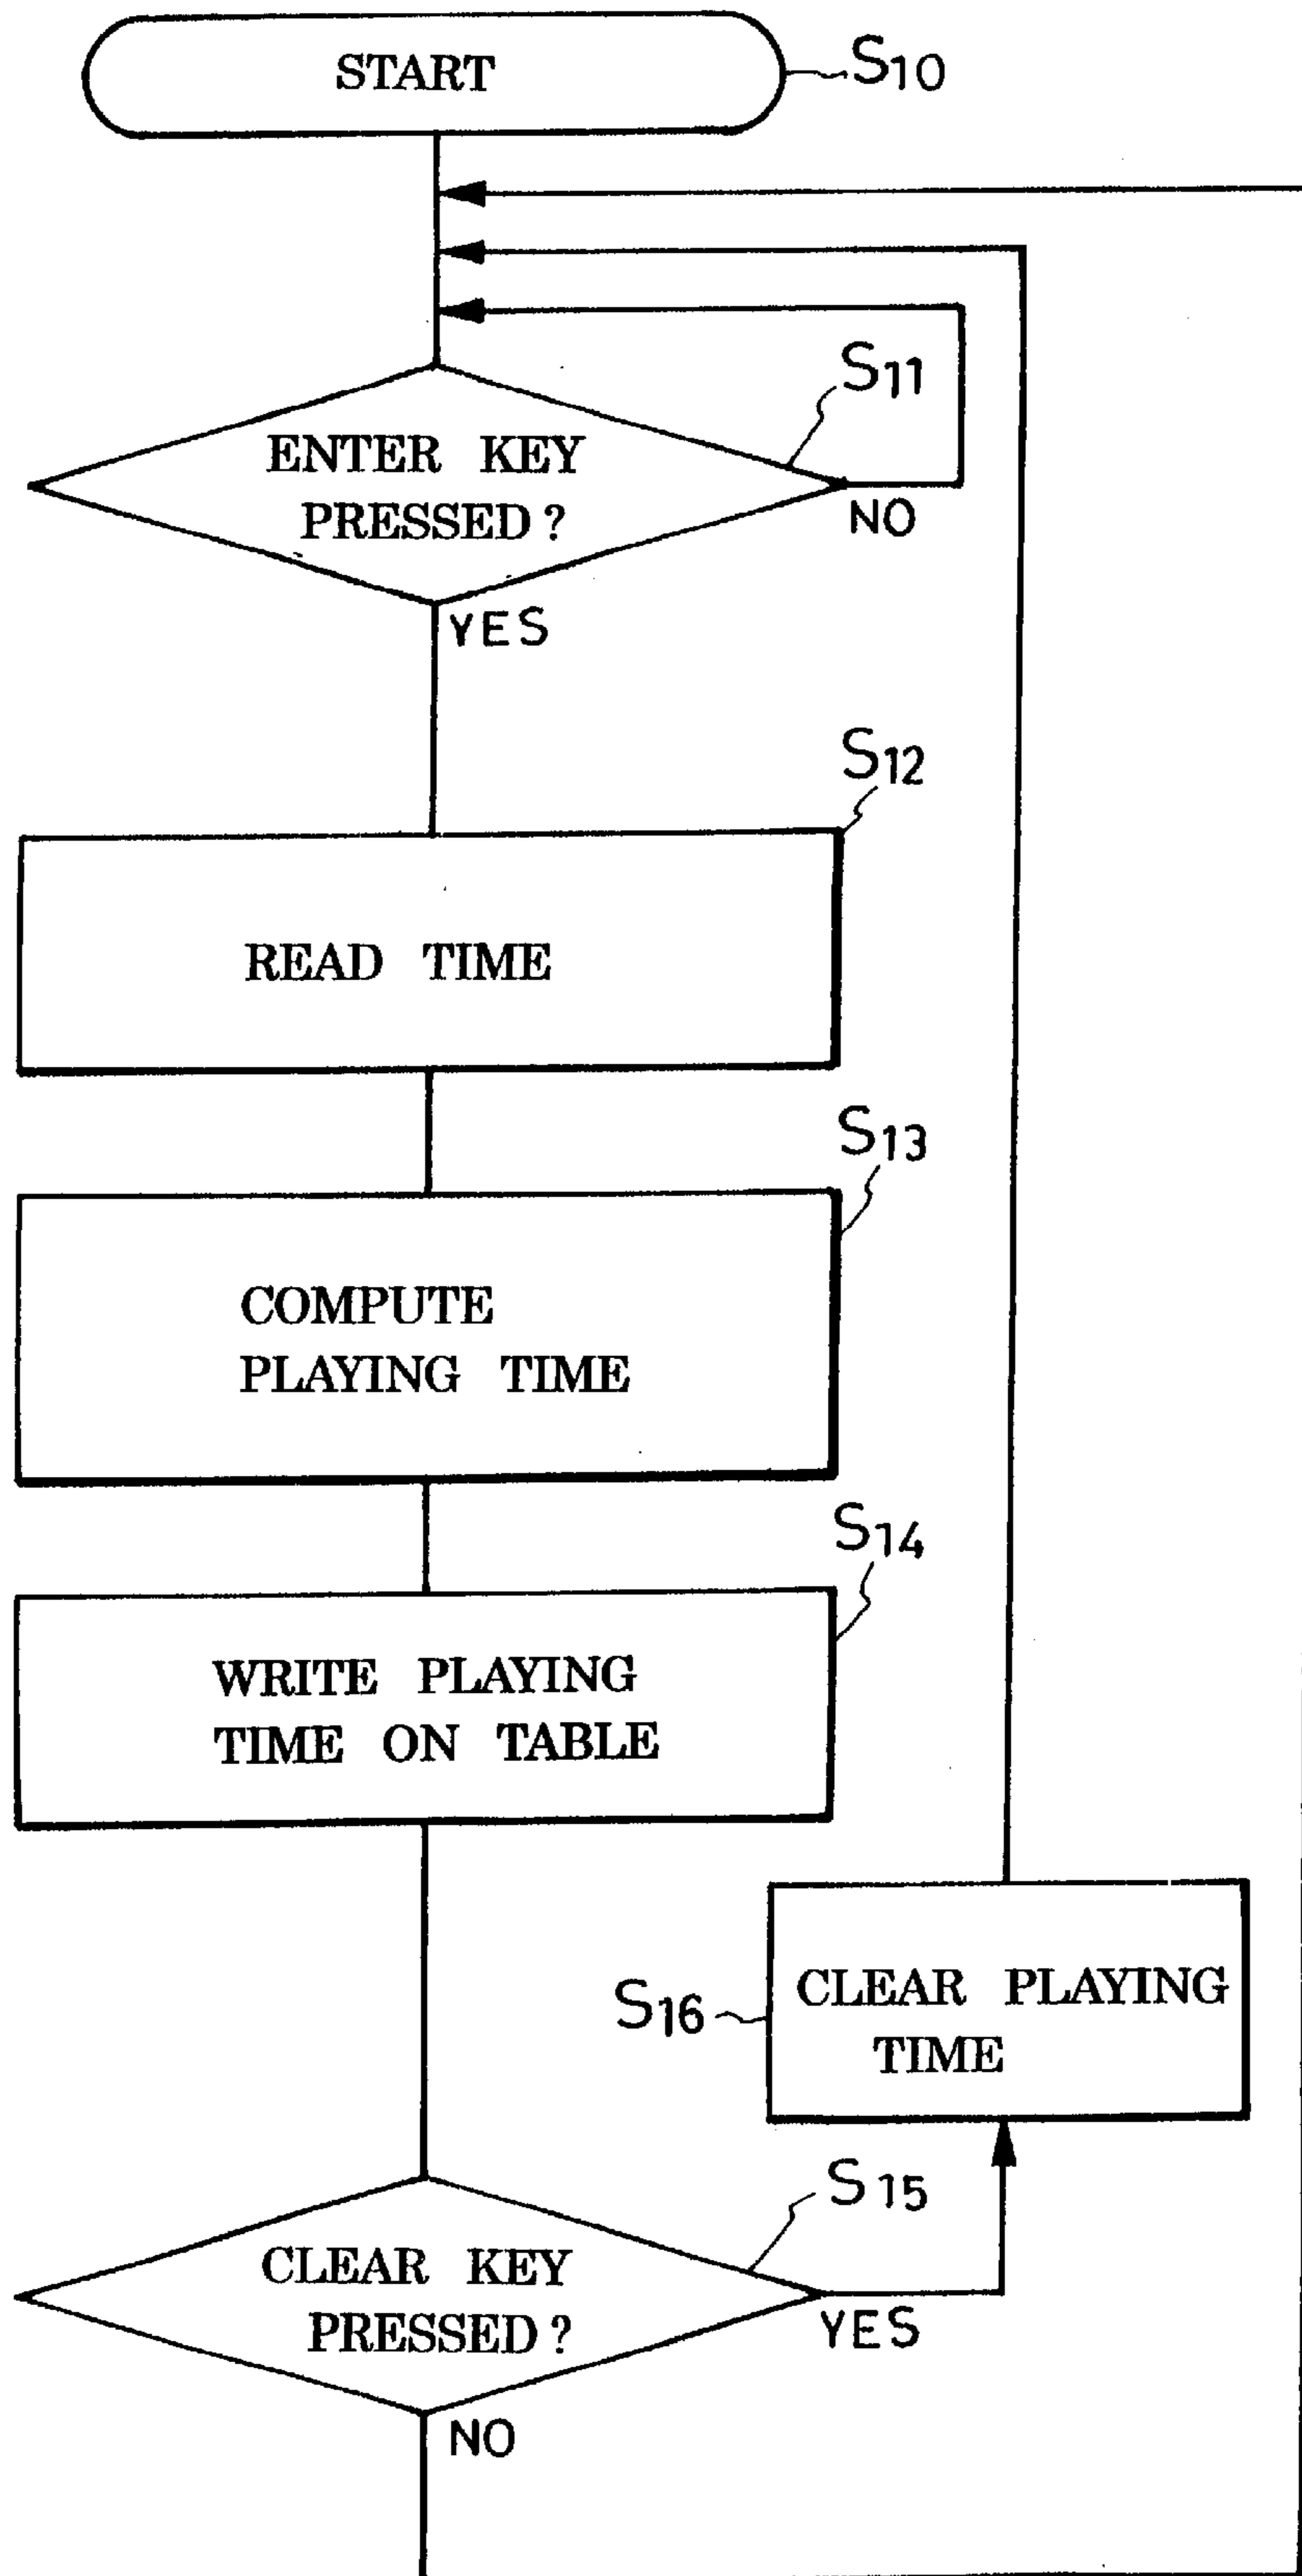 START
S10
S11
ENTER KEY
PRESSED?
NO
YES
S12
READ TIME
S13
COMPUTE
PLAYING TIME
S14
WRITE PLAYING
TIME ON TABLE
CLEAR PLAYING
TIME
S16
S15
CLEAR KEY
PRESSED?
YES
NO